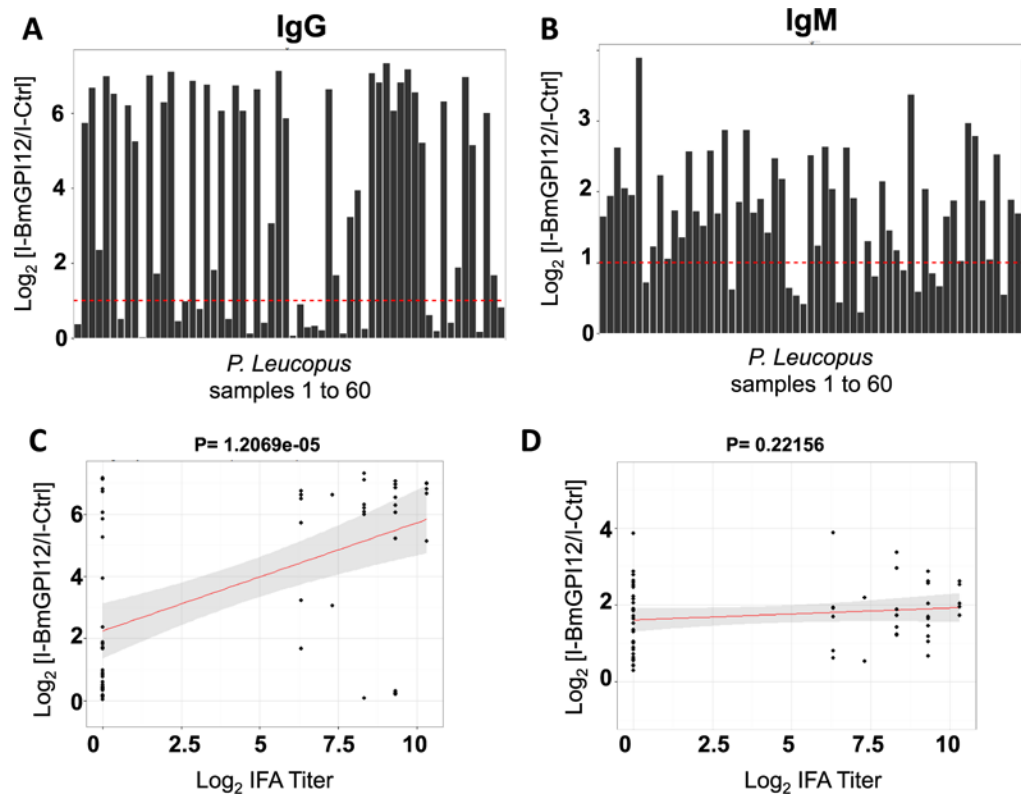 A
IgG
Log2 [I-BmGPI12/I-Ctrl]
6
4
2
0
P. Leucopus
samples 1 to 60
B
IgM
Log2 [I-BmGPI12/I-Ctrl]
3
2
1
0
P. Leucopus
samples 1 to 60
C
P= 1.2069e-05
Log2 [I-BmGPI12/I-Ctrl]
6
4
2
0
0 2.5 5 7.5 10
Log2 IFA Titer
D
P= 0.22156
Log2 [I-BmGPI12/I-Ctrl]
4
2
0
0 2.5 5 7.5 10
Log2 IFA Titer